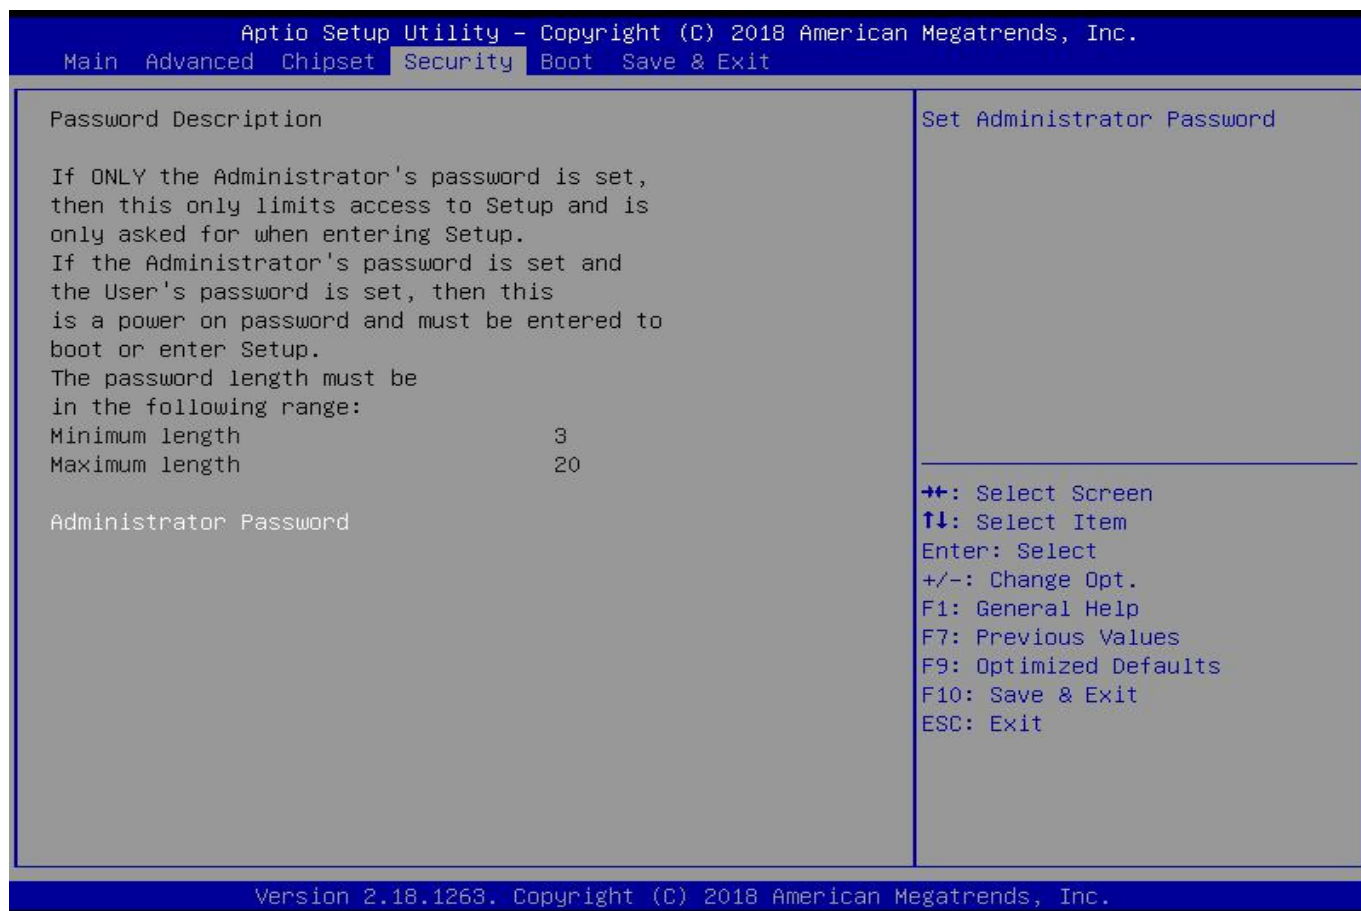 Aptio Setup Utility – Copyright (C) 2018 American Megatrends, Inc.
Main Advanced Chipset Security Boot Save & Exit
Password Description
If ONLY the Administrator's password is set,
then this only limits access to Setup and is
only asked for when entering Setup.
If the Administrator's password is set and
the User's password is set, then this
is a power on password and must be entered to
boot or enter Setup.
The password length must be
in the following range:
Minimum length 3
Maximum length 20
Administrator Password
Set Administrator Password
→←: Select Screen
↑↓: Select Item
Enter: Select
+/-: Change Opt.
F1: General Help
F7: Previous Values
F9: Optimized Defaults
F10: Save & Exit
ESC: Exit
Version 2.18.1263. Copyright (C) 2018 American Megatrends, Inc.